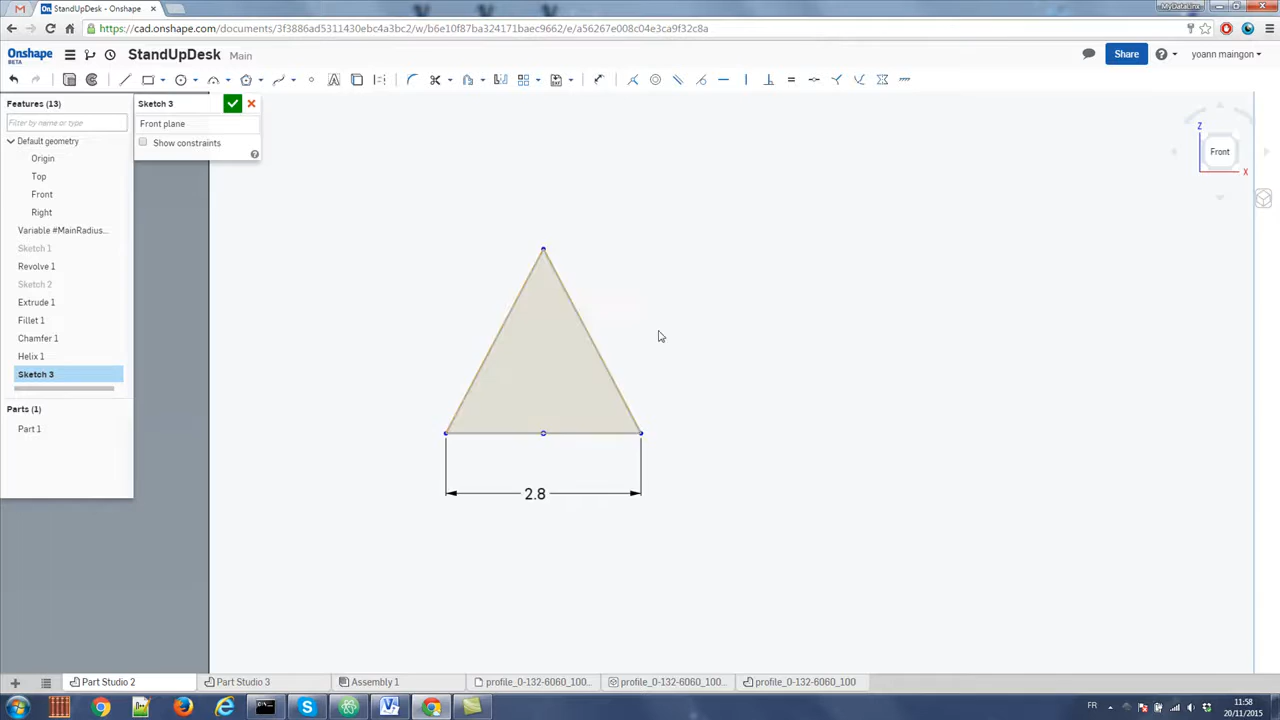 StandUpDesk - Onshape
MyDataLinx
https://cad.onshape.com/documents/3f3886ad5311430ebc4a3bc2/w/b6e10f87ba324171baec9662/e/a56267e008c04e3ca9f32c8a
Onshape
BETA
StandUpDesk
Main
Share
yoann maingon
Features (13)
Filter by name or type
Default geometry
Origin
Top
Front
Right
Variable #MainRadius...
Sketch 1
Revolve 1
Sketch 2
Extrude 1
Fillet 1
Chamfer 1
Helix 1
Sketch 3
Parts (1)
Part 1
Sketch 3
Front plane
Show constraints
Z
Front
X
2.8
Part Studio 2
Part Studio 3
Assembly 1
profile_0-132-6060_100...
profile_0-132-6060_100...
profile_0-132-6060_100
FR
11:58
20/11/2015